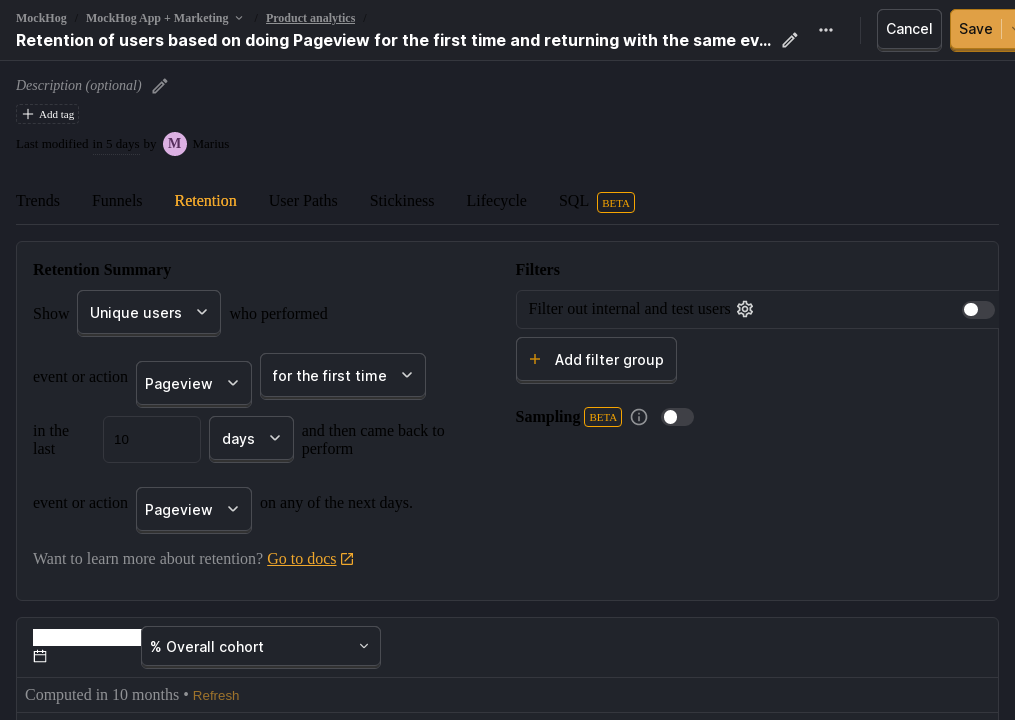 MockHog / MockHog App + Marketing / Product analytics /
Retention of users based on doing Pageview for the first time and returning with the same ev...
Cancel
Save
Description (optional)
Add tag
Last modified in 5 days by M Marius
Trends Funnels Retention User Paths Stickiness Lifecycle SQL BETA
Retention Summary
Show Unique users who performed
event or action Pageview for the first time
in the last 10 days and then came back to perform
event or action Pageview on any of the next days.
Want to learn more about retention? Go to docs
Filters
Filter out internal and test users
Add filter group
Sampling BETA
% Overall cohort
Computed in 10 months • Refresh